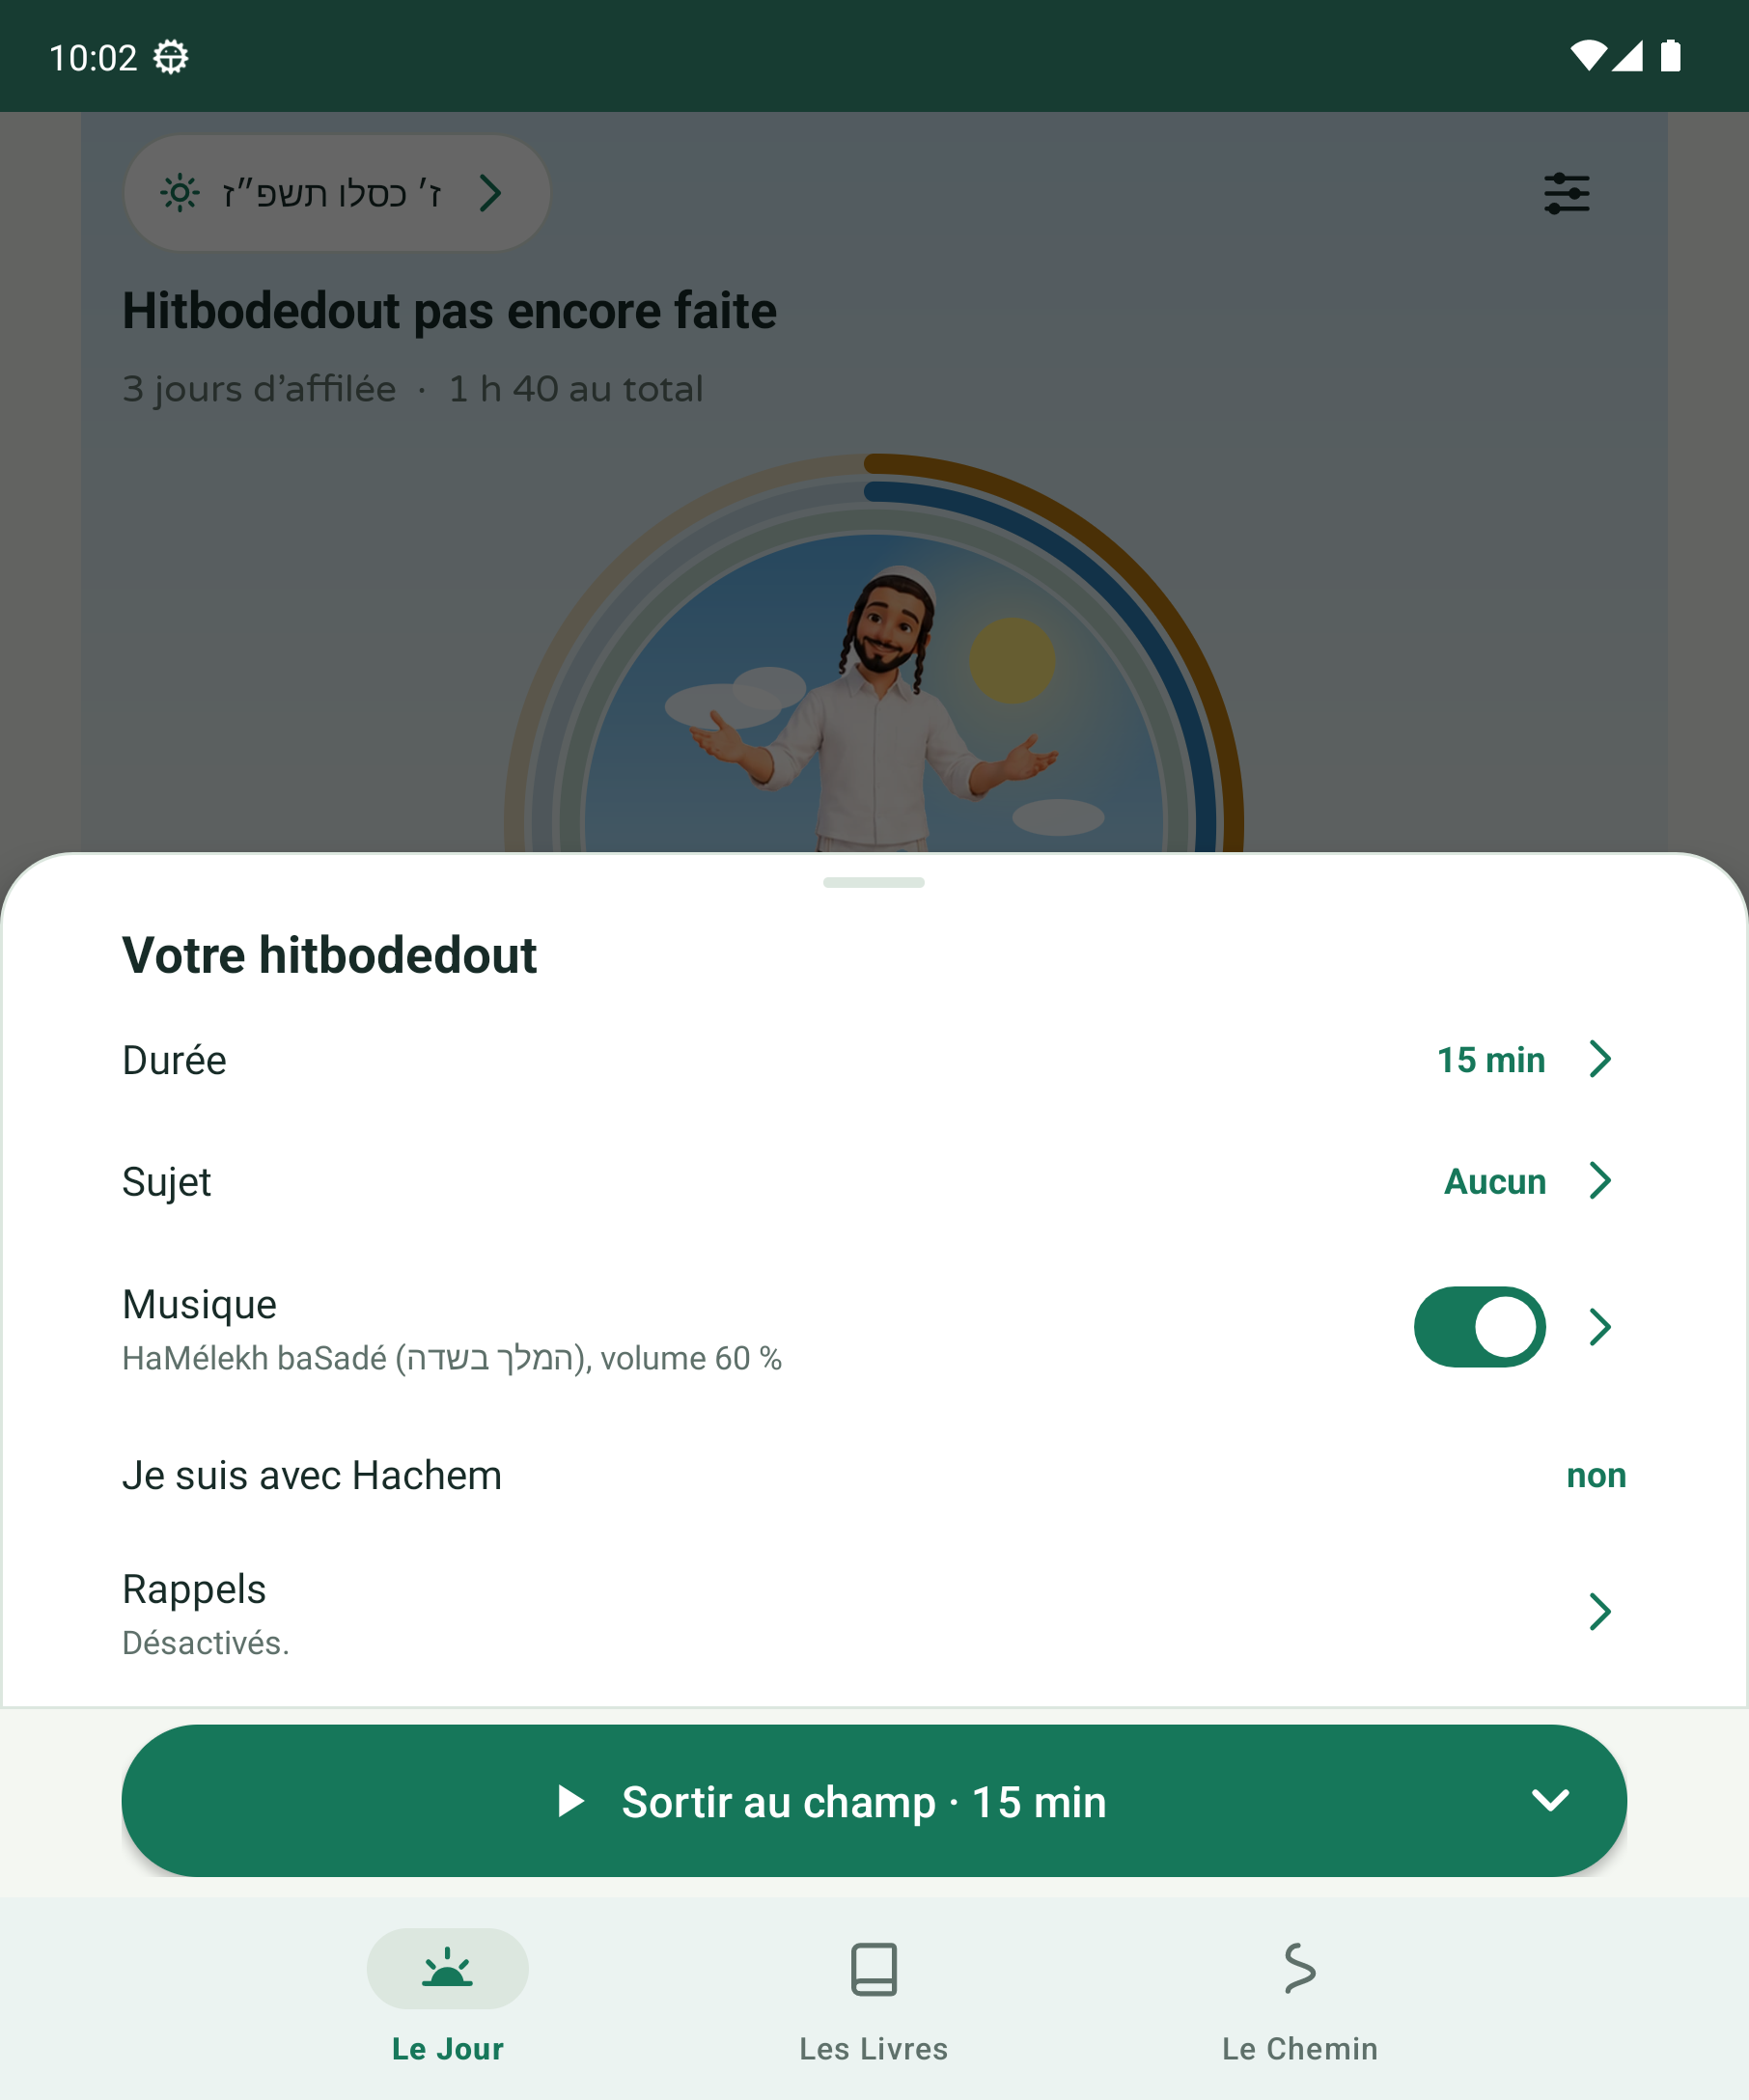 10:02
ז׳ כסלו תשפ״ז
Hitbodedout pas encore faite
3 jours d’affilée · 1 h 40 au total
Votre hitbodedout
Durée 15 min
Sujet Aucun
Musique
HaMélekh baSadé (המלך בשדה), volume 60 %
Je suis avec Hachem non
Rappels
Désactivés.
Sortir au champ · 15 min
Le Jour Les Livres Le Chemin